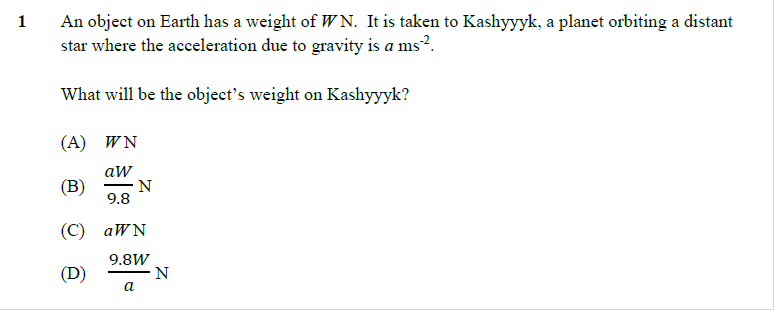 1 An object on Earth has a weight of W N. It is taken to Kashyyyk, a planet orbiting a distant
star where the acceleration due to gravity is a ms⁻².
What will be the object's weight on Kashyyyk?
(A) W N
(B) aW/9.8 N
(C) aW N
(D) 9.8W/a N